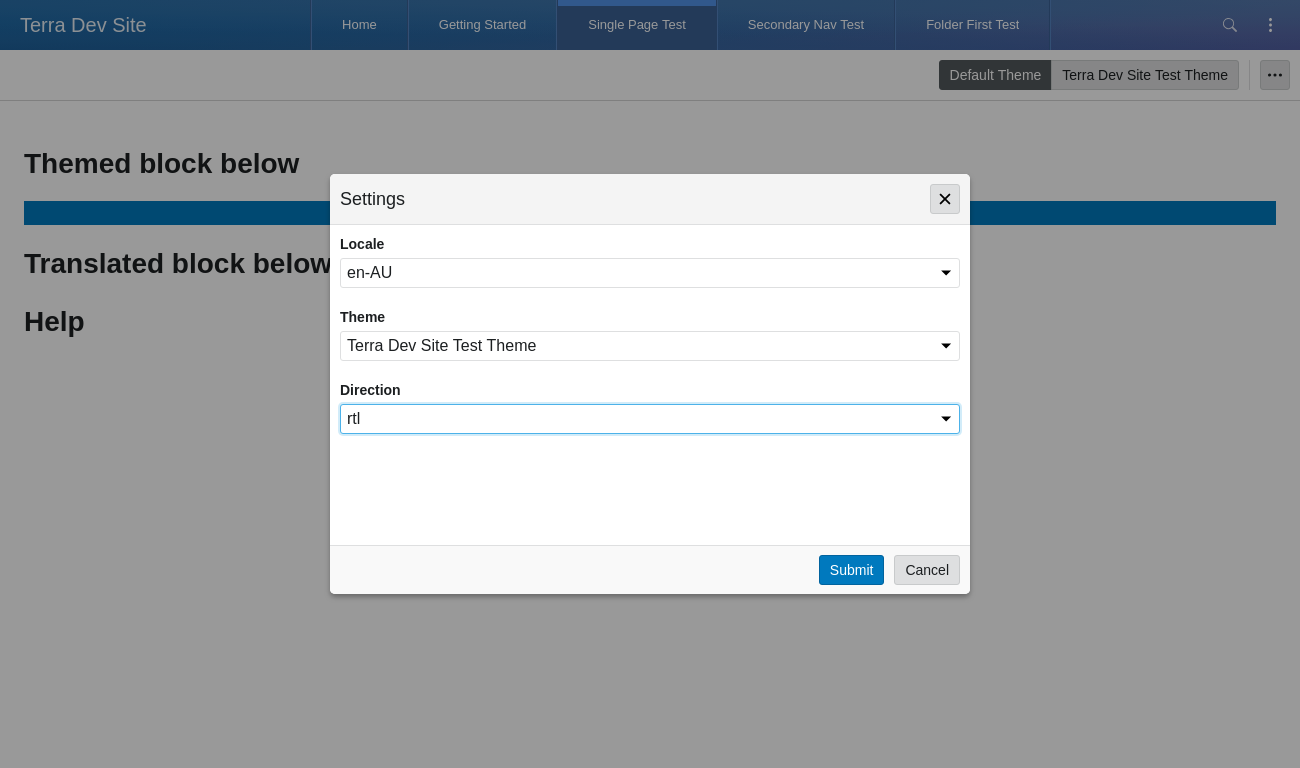 Terra Dev Site
Home
Getting Started
Single Page Test
Secondary Nav Test
Folder First Test
Default Theme
Terra Dev Site Test Theme
Themed block below
Translated block below
Help
Settings
Locale
en-AU
Theme
Terra Dev Site Test Theme
Direction
rtl
Submit
Cancel